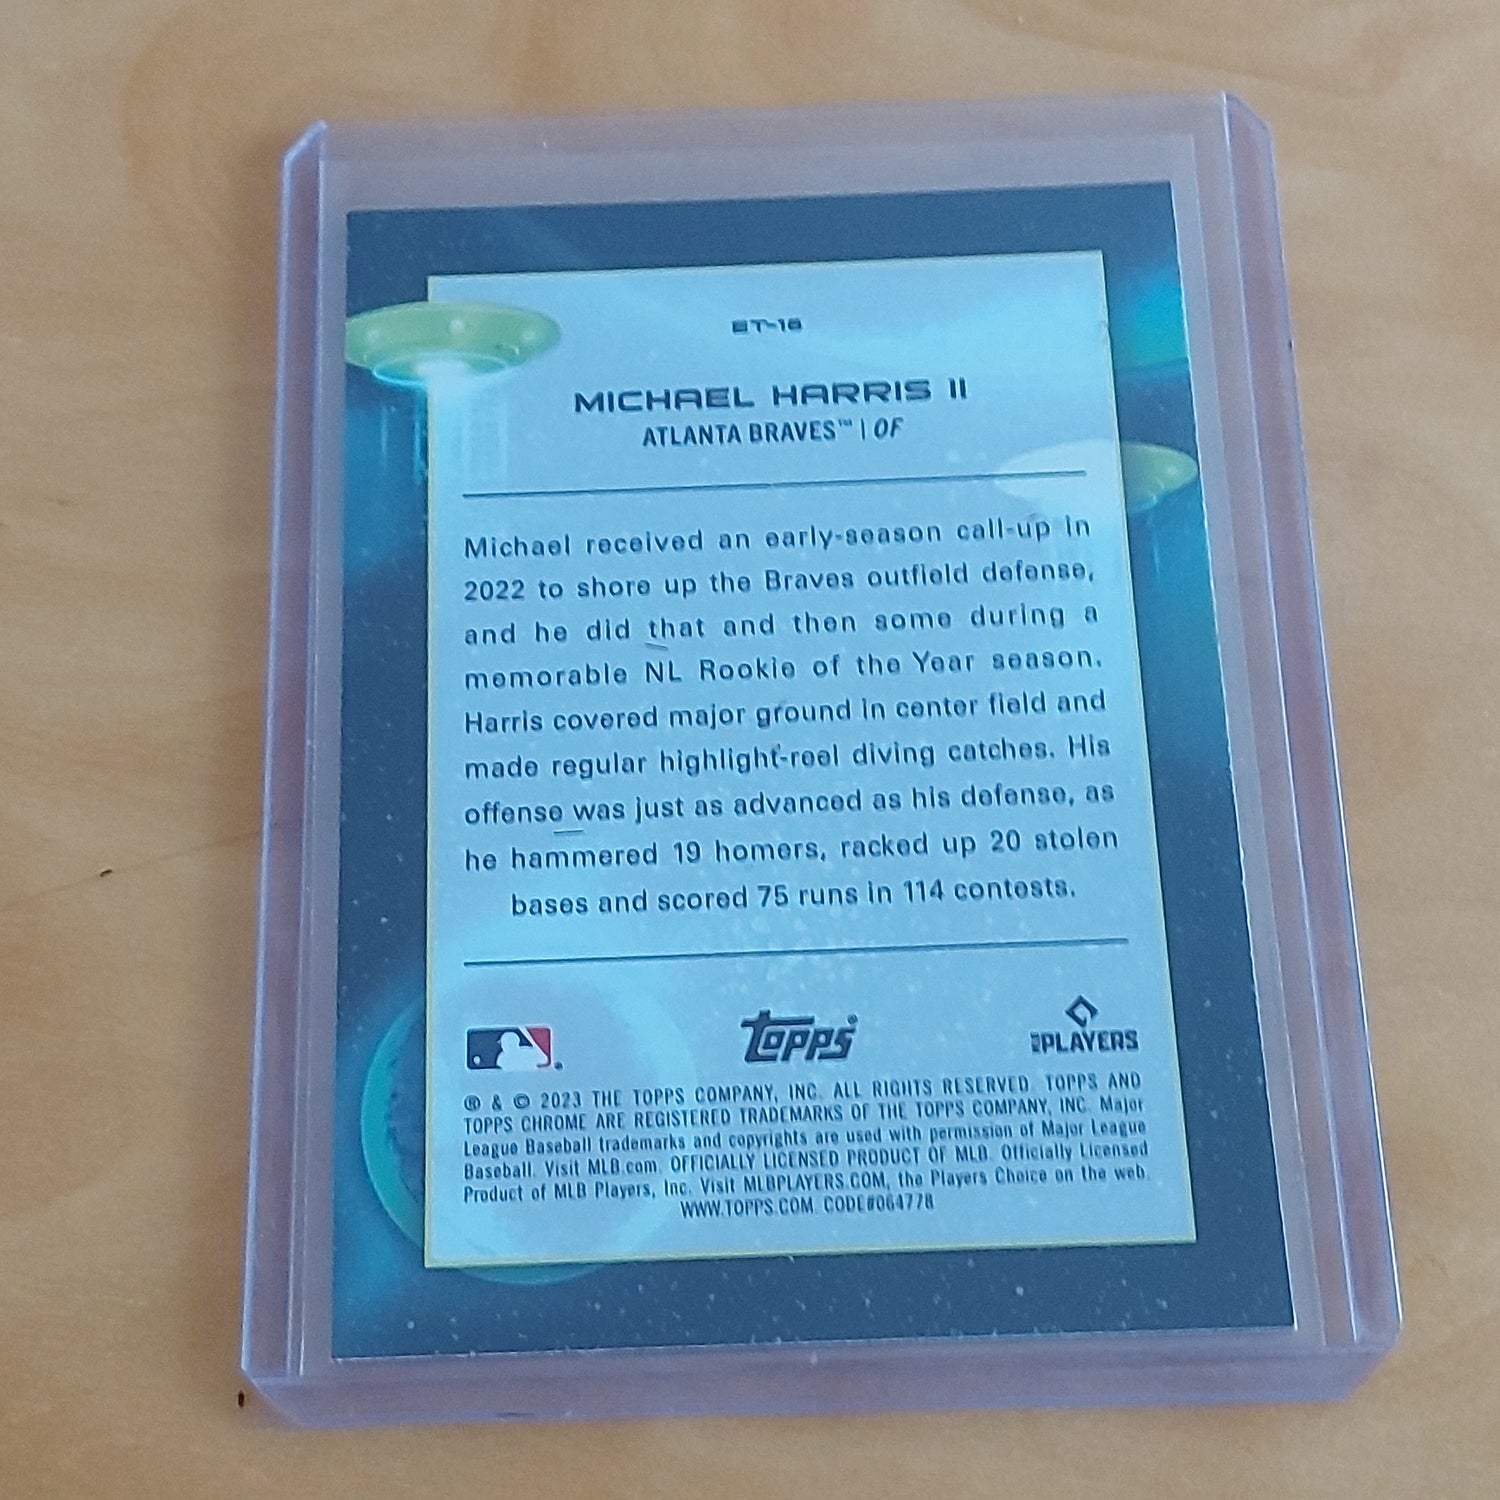 ET-16
MICHAEL HARRIS II
ATLANTA BRAVES™ | OF
Michael received an early-season call-up in
2022 to shore up the Braves outfield defense,
and he did that and then some during a
memorable NL Rookie of the Year season.
Harris covered major ground in center field and
made regular highlight-reel diving catches. His
offense was just as advanced as his defense, as
he hammered 19 homers, racked up 20 stolen
bases and scored 75 runs in 114 contests.
® topps® PLAYERS
® & © 2023 THE TOPPS COMPANY, INC. ALL RIGHTS RESERVED. TOPPS AND
TOPPS CHROME ARE REGISTERED TRADEMARKS OF THE TOPPS COMPANY, INC. Major
League Baseball trademarks and copyrights are used with permission of Major League
Baseball. Visit MLB.com. OFFICIALLY LICENSED PRODUCT OF MLB. Officially Licensed
Product of MLB Players, Inc. Visit MLBPLAYERS.COM, the Players Choice on the web.
WWW.TOPPS.COM. CODE#064778